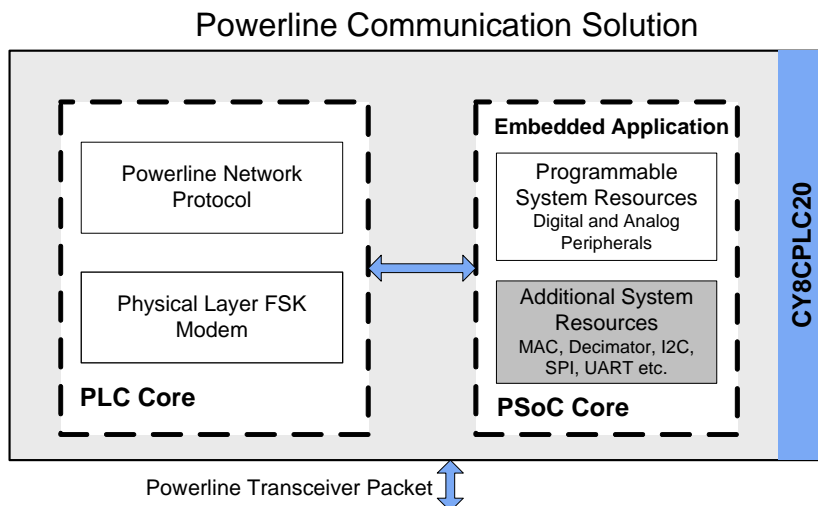 Powerline Communication Solution
Powerline Network
Protocol
Physical Layer FSK
Modem
PLC Core
Embedded Application
Programmable
System Resources
Digital and Analog
Peripherals
Additional System
Resources
MAC, Decimator, I2C,
SPI, UART etc.
PSoC Core
CY8CPLC20
Powerline Transceiver Packet